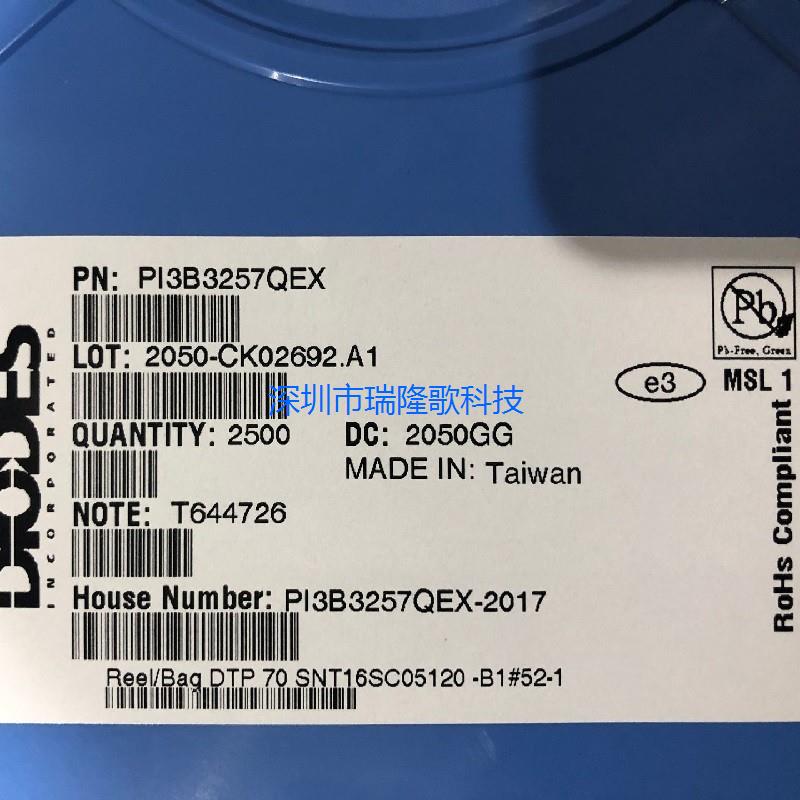 PN: PI3B3257QEX
LOT: 2050-CK02692.A1
深圳市瑞隆歌科技
QUANTITY: 2500 DC: 2050GG
MADE IN: Taiwan
NOTE: T644726
House Number: PI3B3257QEX-2017
Reel/Bag DTP 70 SNT16SC05120 -B1#52-1
DIODES
INCORPORATED
Pb
Pb-Free, Green
e3 MSL 1
RoHs Compliant